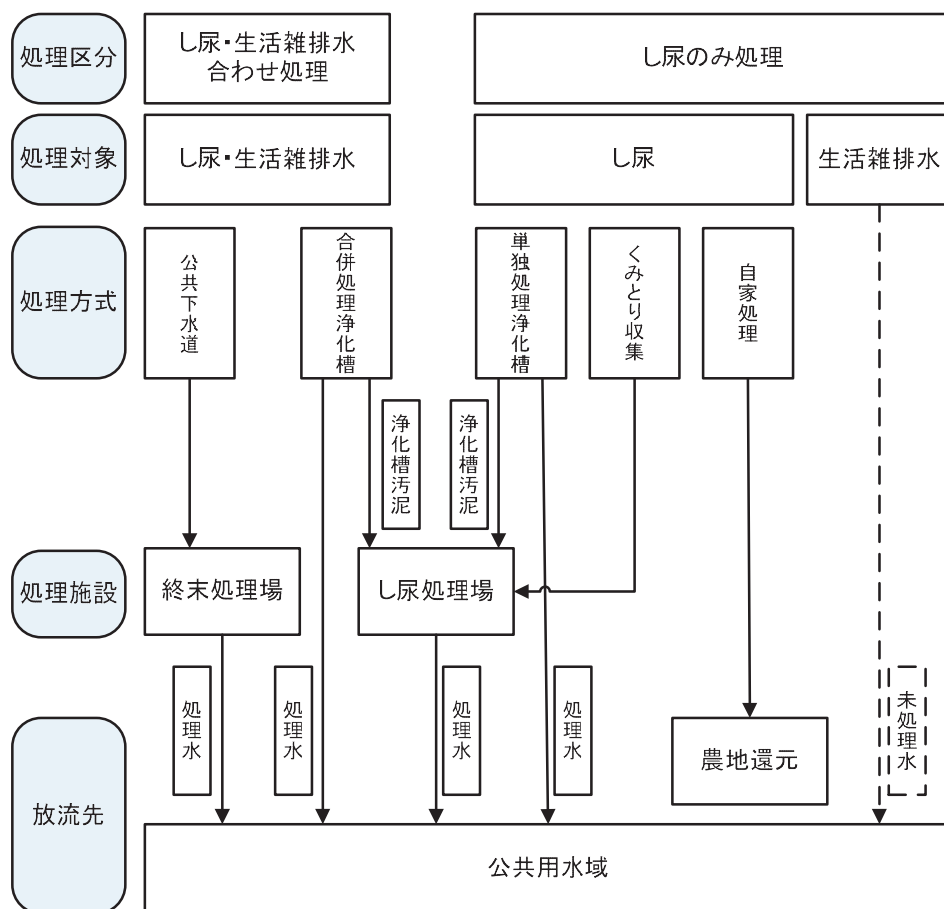 処理区分
し尿・生活雑排水
合わせ処理
し尿のみ処理
処理対象
し尿・生活雑排水
し尿
生活雑排水
処理方式
公共下水道
合併処理浄化槽
単独処理浄化槽
くみとり収集
自家処理
浄化槽汚泥
浄化槽汚泥
処理施設
終末処理場
し尿処理場
処理水
処理水
処理水
処理水
未処理水
農地還元
放流先
公共用水域